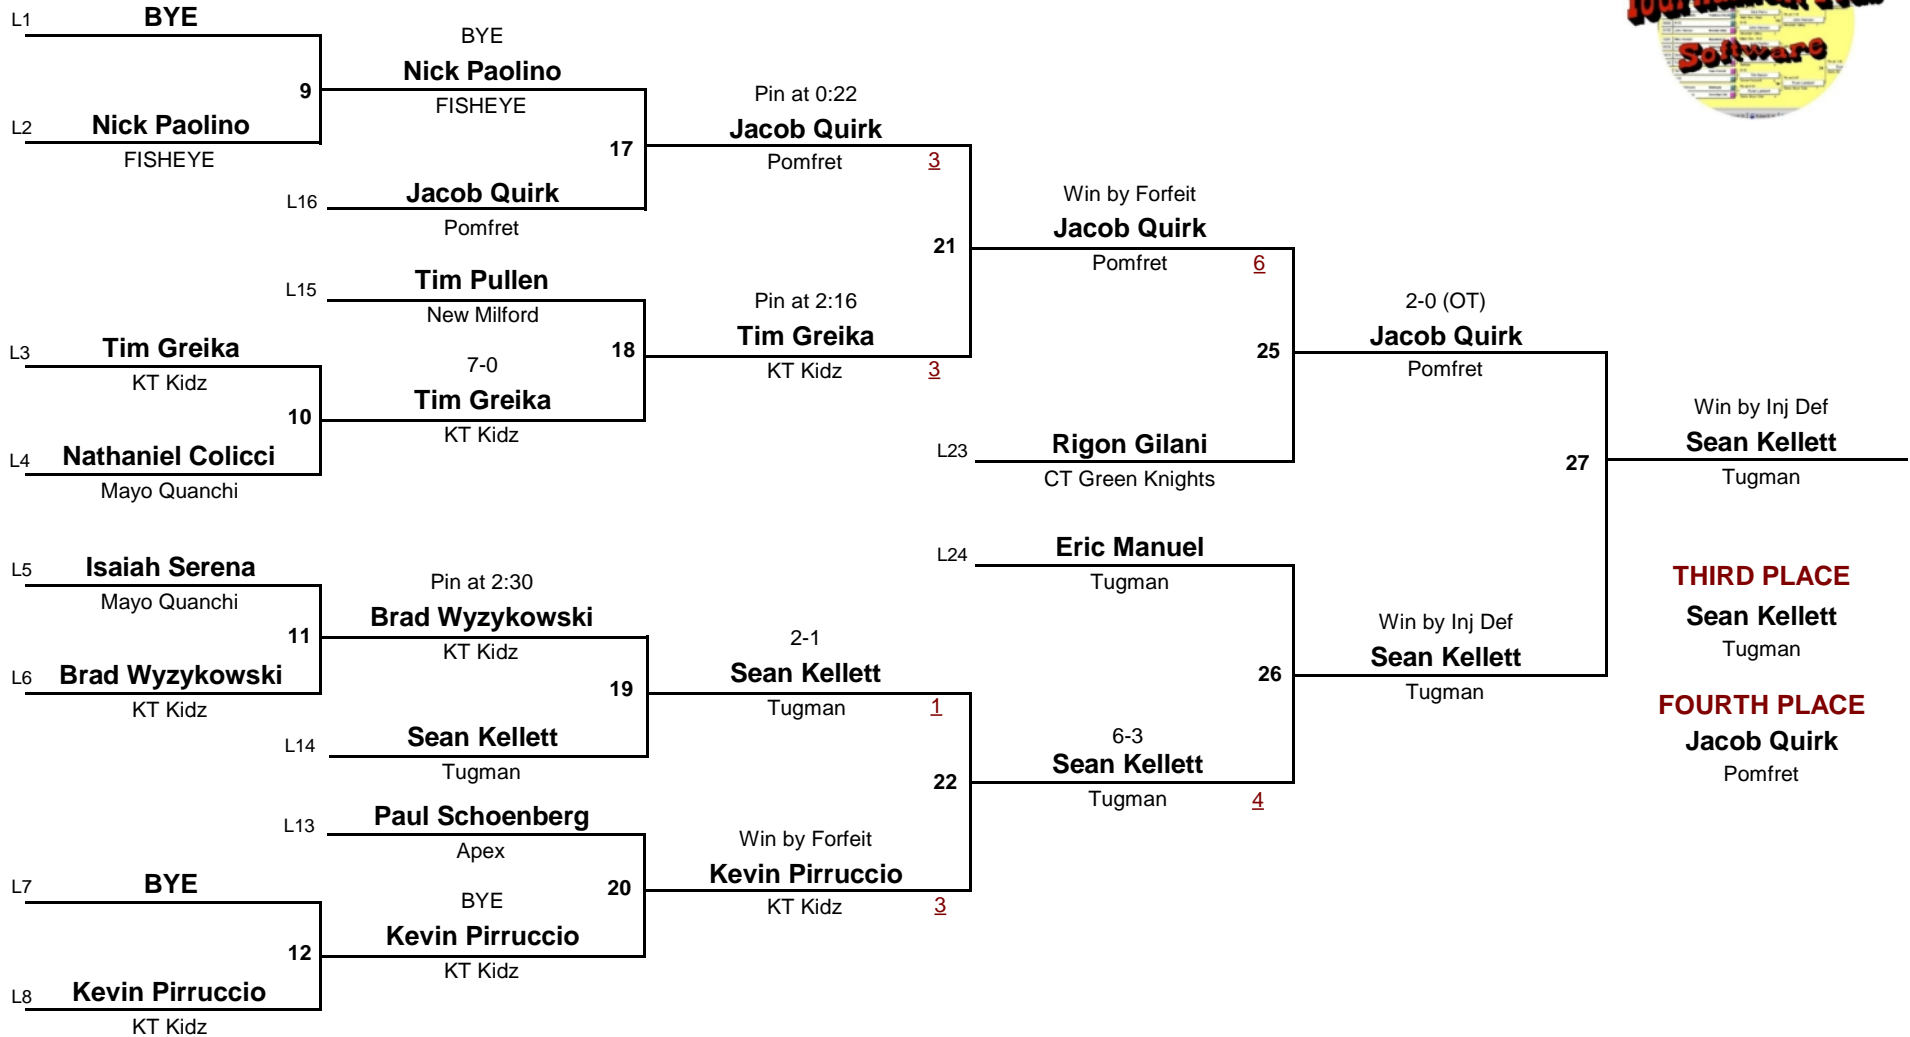 L1
BYE
9
L2
Nick Paolino
FISHEYE
BYE
Nick Paolino
FISHEYE
17
L16
Jacob Quirk
Pomfret
L3
Tim Greika
KT Kidz
10
L4
Nathaniel Colicci
Mayo Quanchi
L15
Tim Pullen
New Milford
18
7-0
Tim Greika
KT Kidz
Pin at 0:22
Jacob Quirk
Pomfret
3
21
Pin at 2:16
Tim Greika
KT Kidz
3
Win by Forfeit
Jacob Quirk
Pomfret
6
25
L23
Rigon Gilani
CT Green Knights
2-0 (OT)
Jacob Quirk
Pomfret
L5
Isaiah Serena
Mayo Quanchi
11
L6
Brad Wyzykowski
KT Kidz
Pin at 2:30
Brad Wyzykowski
KT Kidz
19
L14
Sean Kellett
Tugman
L7
BYE
12
L8
Kevin Pirruccio
KT Kidz
L13
Paul Schoenberg
Apex
20
BYE
Kevin Pirruccio
KT Kidz
2-1
Sean Kellett
Tugman
1
22
Win by Forfeit
Kevin Pirruccio
KT Kidz
3
L24
Eric Manuel
Tugman
26
6-3
Sean Kellett
Tugman
4
Win by Inj Def
Sean Kellett
Tugman
27
Win by Inj Def
Sean Kellett
Tugman
THIRD PLACE
Sean Kellett
Tugman
FOURTH PLACE
Jacob Quirk
Pomfret
Software